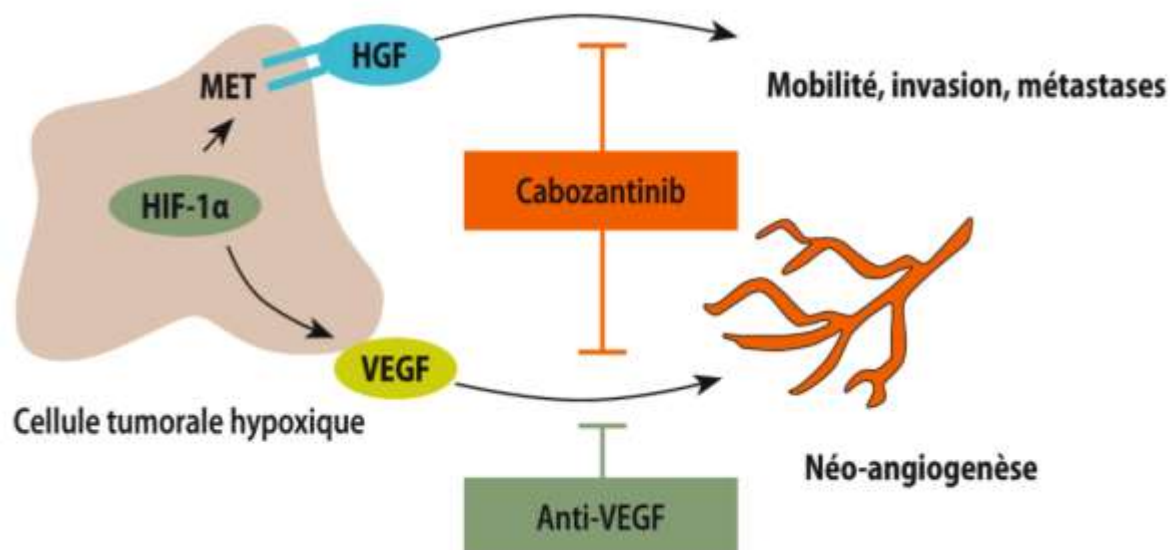 HGF
MET
Mobilité, invasion, métastases
Cabozantinib
HIF-1α
VEGF
Cellule tumorale hypoxique
Néo-angiogenèse
Anti-VEGF